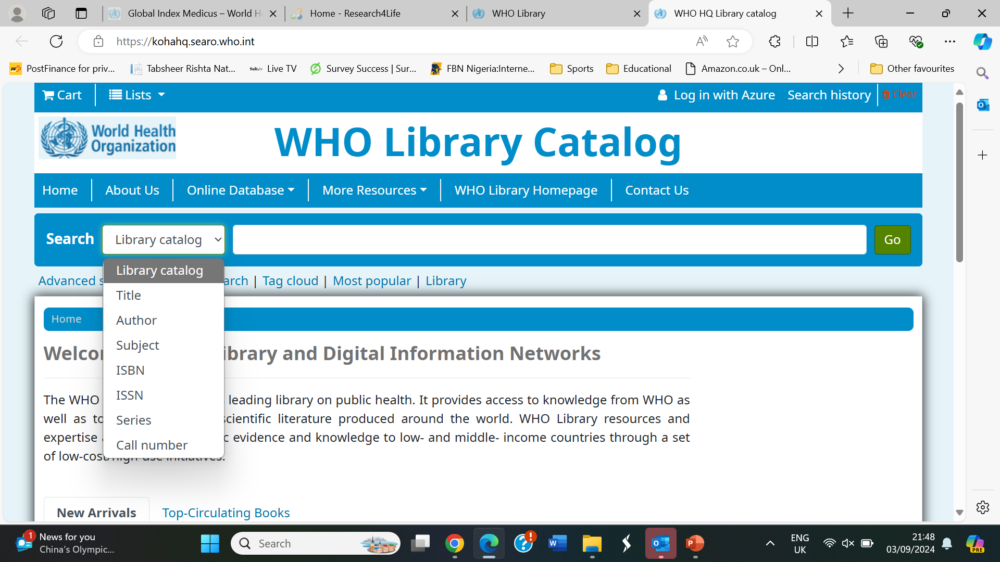 Global Index Medicus – World H
Home - Research4Life
WHO Library
WHO HQ Library catalog
https://kohahq.searo.who.int
PostFinance for priv...
Tabsheer Rishta Nat...
Salt.tv Live TV
Survey Success | Sur...
FBN Nigeria:Interne...
Sports
Educational
Amazon.co.uk – Onl...
Other favourites
Cart
Lists
Log in with Azure
Search history
Clear
World Health
Organization
WHO Library Catalog
Home
About Us
Online Database
More Resources
WHO Library Homepage
Contact Us
Search
Library catalog
Go
Library catalog
Title
Author
Subject
ISBN
ISSN
Series
Call number
Advanced s
arch | Tag cloud | Most popular | Library
Home
Welco
ibrary and Digital Information Networks
The WHO
leading library on public health. It provides access to knowledge from WHO as
well as to
scientific literature produced around the world. WHO Library resources and
expertise
c evidence and knowledge to low- and middle- income countries through a set
of low-cost/high-use initiatives.
New Arrivals
Top-Circulating Books
1
News for you
China's Olympic...
Search
ENG
UK
21:48
03/09/2024
PRE